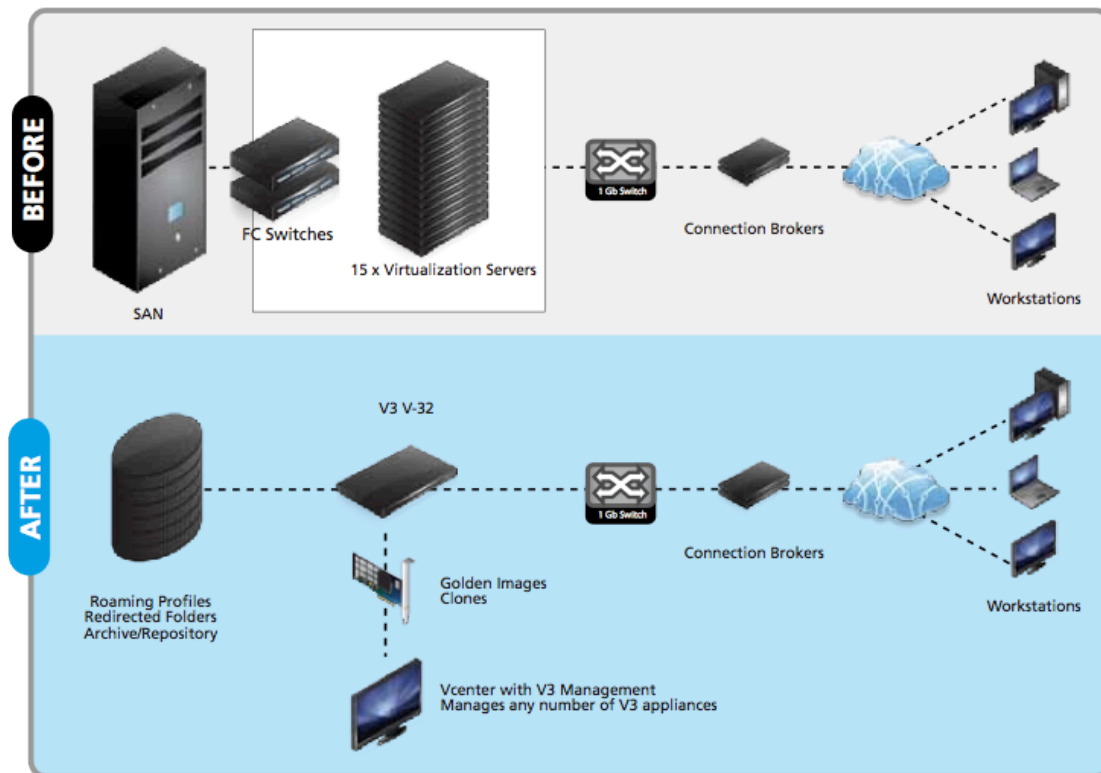 BEFORE
SAN
FC Switches
15 x Virtualization Servers
1 Gb Switch
Connection Brokers
Workstations
AFTER
V3 V-32
Roaming Profiles
Redirected Folders
Archive/Repository
Golden Images
Clones
Vcenter with V3 Management
Manages any number of V3 appliances
1 Gb Switch
Connection Brokers
Workstations